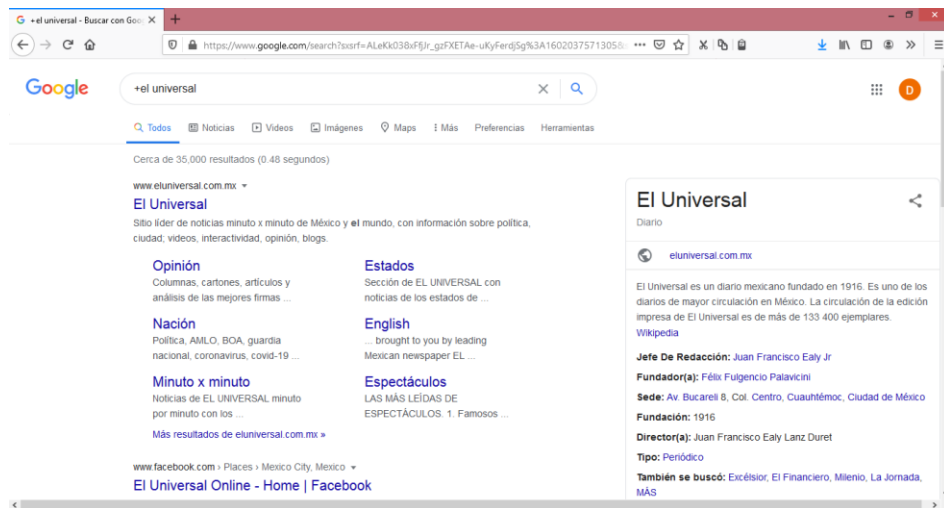 +el universal - Buscar con Goo
https://www.google.com/search?sxsrf=ALeKk038xFfjJr_gzFXETAe-uKyFerdjSg%3A1602037571305&
Google
+el universal
D
Todos Noticias Videos Imágenes Maps Más Preferencias Herramientas
Cerca de 35,000 resultados (0.48 segundos)
www.eluniversal.com.mx
El Universal
Sitio líder de noticias minuto x minuto de México y el mundo, con información sobre política,
ciudad; videos, interactividad, opinión, blogs.
Opinión
Columnas, cartones, artículos y
análisis de las mejores firmas ...
Estados
Sección de EL UNIVERSAL con
noticias de los estados de ...
Nación
Política, AMLO, BOA, guardia
nacional, coronavirus, covid-19 ...
English
... brought to you by leading
Mexican newspaper EL ...
Minuto x minuto
Noticias de EL UNIVERSAL minuto
por minuto con los ...
Espectáculos
LAS MÁS LEÍDAS DE
ESPECTÁCULOS. 1. Famosos ...
Más resultados de eluniversal.com.mx »
www.facebook.com › Places › Mexico City, Mexico
El Universal Online - Home | Facebook
El Universal
Diario
eluniversal.com.mx
El Universal es un diario mexicano fundado en 1916. Es uno de los
diarios de mayor circulación en México. La circulación de la edición
impresa de El Universal es de más de 133 400 ejemplares.
Wikipedia
Jefe De Redacción: Juan Francisco Ealy Jr
Fundador(a): Félix Fulgencio Palavicini
Sede: Av. Bucareli 8, Col. Centro, Cuauhtémoc, Ciudad de México
Fundación: 1916
Director(a): Juan Francisco Ealy Lanz Duret
Tipo: Periódico
También se buscó: Excélsior, El Financiero, Milenio, La Jornada,
MÁS